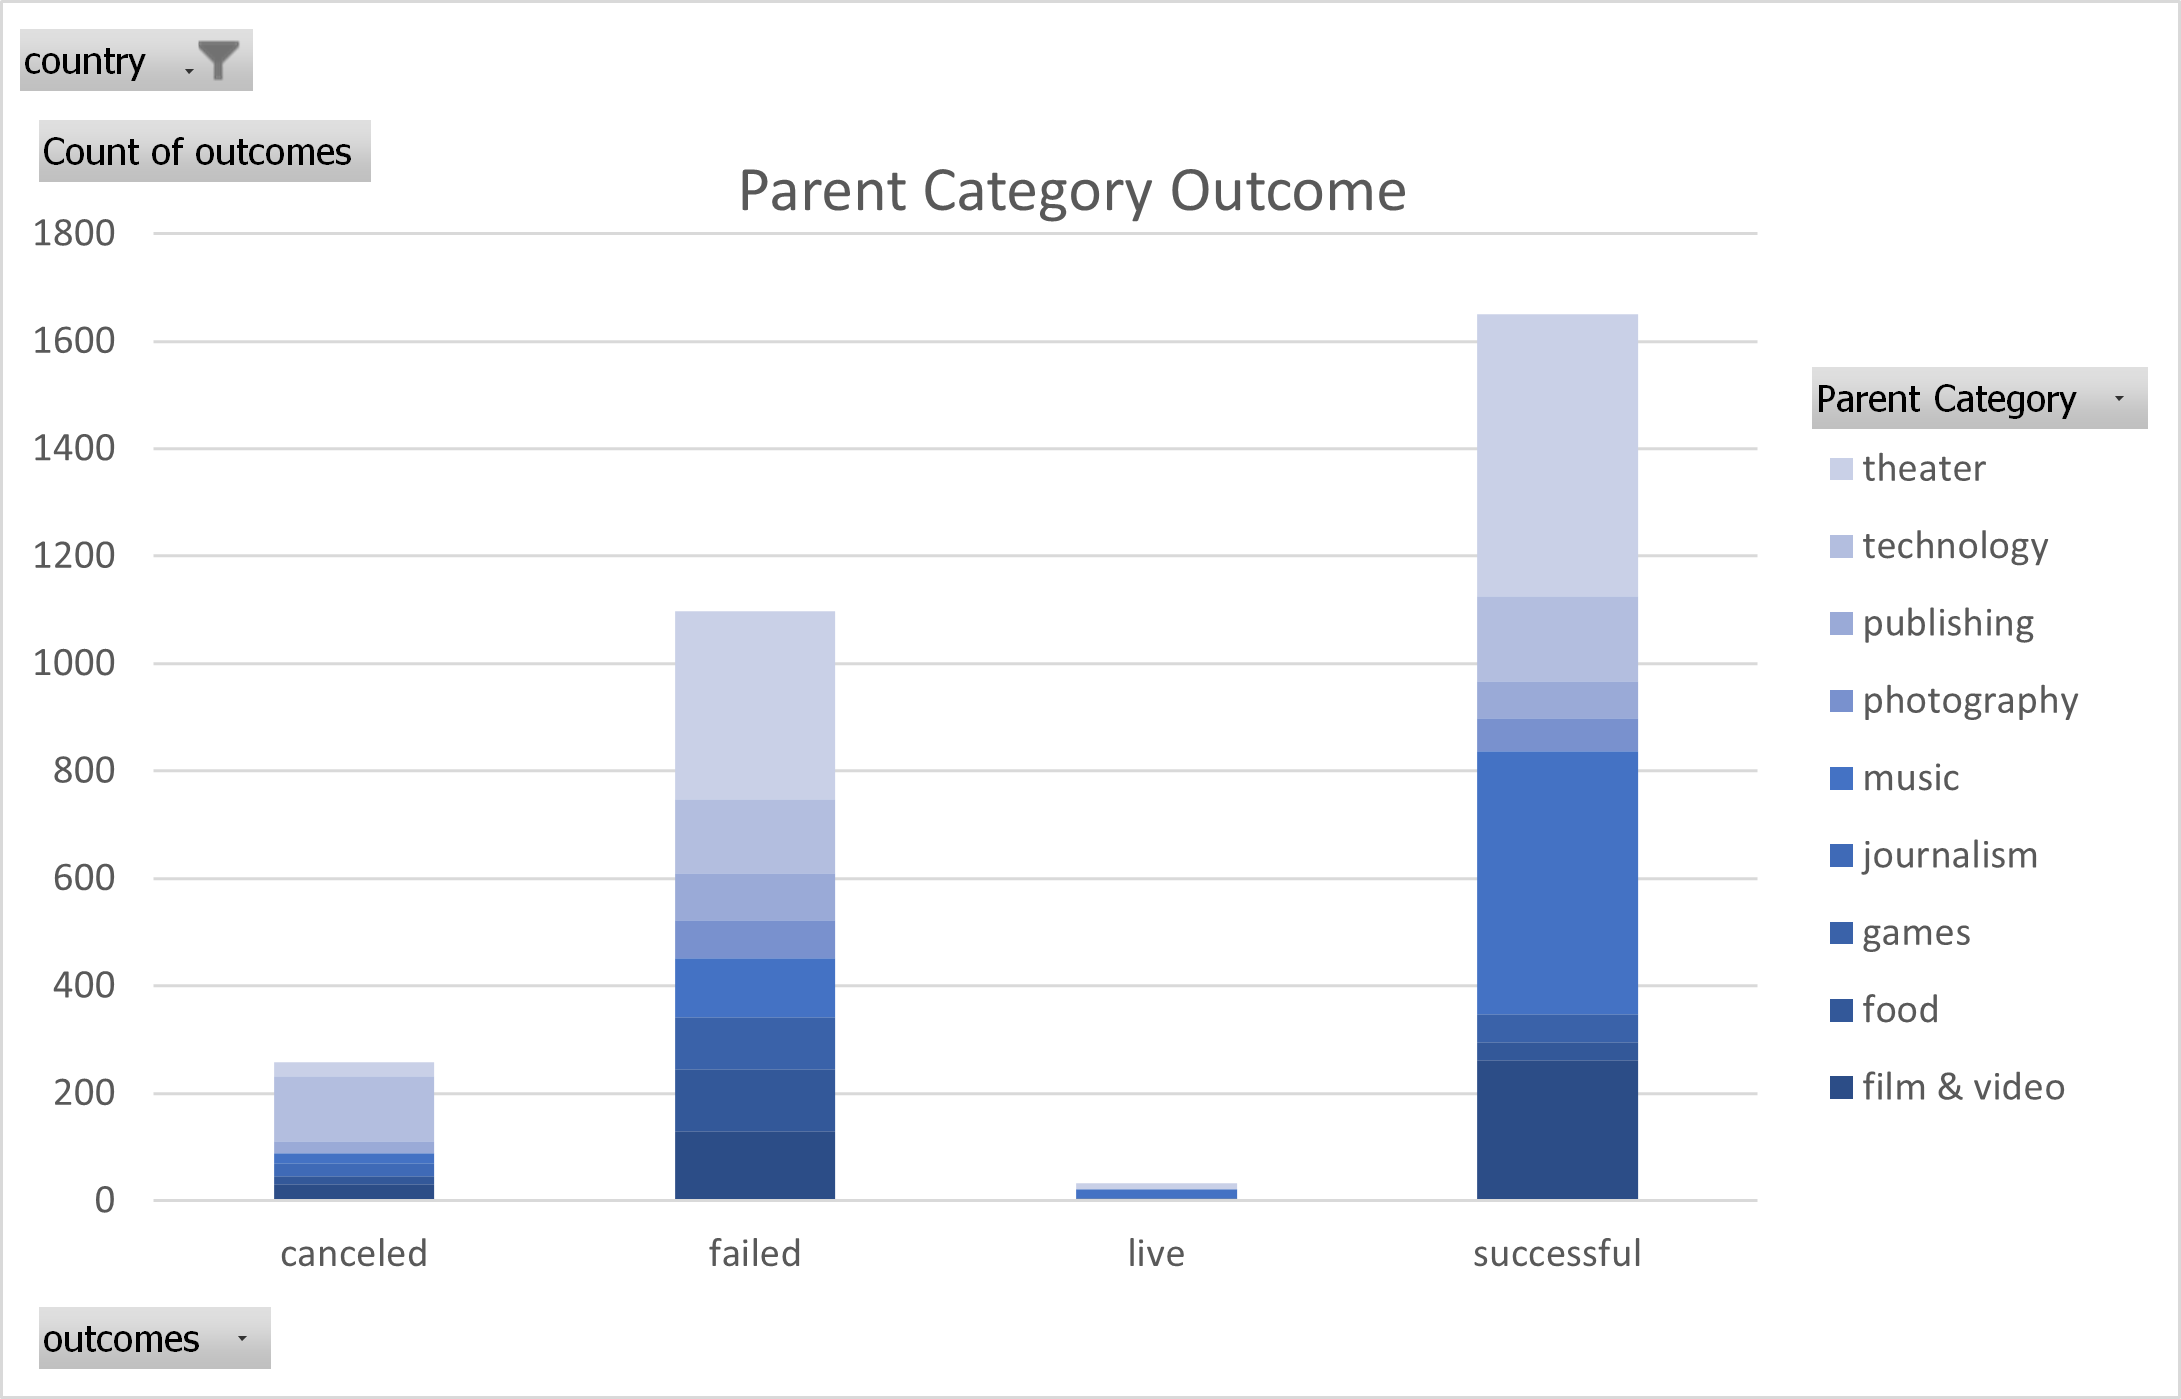 country
Count of outcomes
Parent Category Outcome
1800
1600
1400
1200
1000
800
600
400
200
0
canceled failed live successful
outcomes
Parent Category
theater
technology
publishing
photography
music
journalism
games
food
film & video